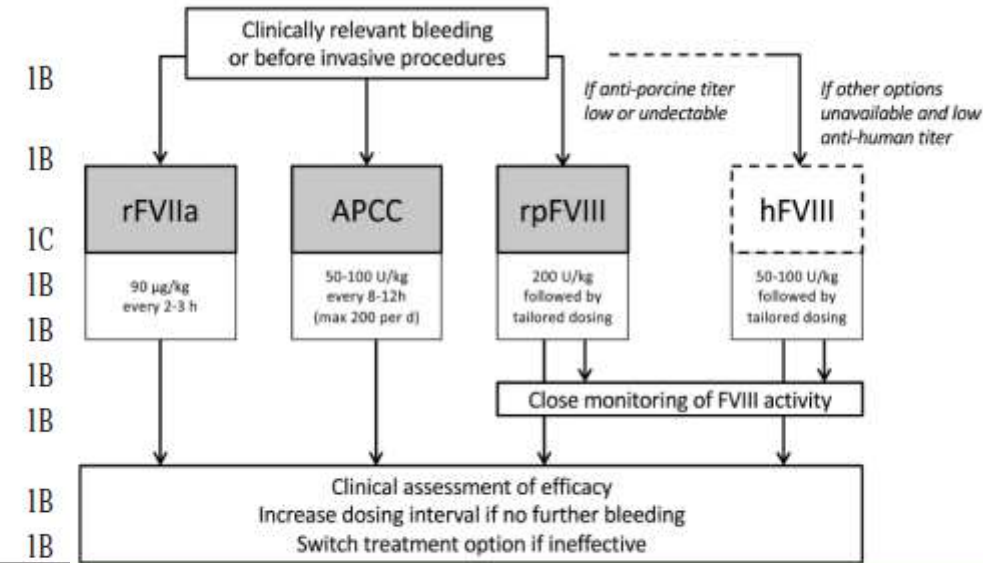 Clinically relevant bleeding
or before invasive procedures
1B
If anti-porcine titer
low or undectable
If other options
unavailable and low
anti-human titer
1B
rFVIIa
APCC
rpFVIII
hFVIII
1C
90 µg/kg
every 2-3 h
50-100 U/kg
every 8-12h
(max 200 per d)
200 U/kg
followed by
tailored dosing
50-100 U/kg
followed by
tailored dosing
1B
1B
1B
Close monitoring of FVIII activity
1B
Clinical assessment of efficacy
Increase dosing interval if no further bleeding
Switch treatment option if ineffective
1B
1B